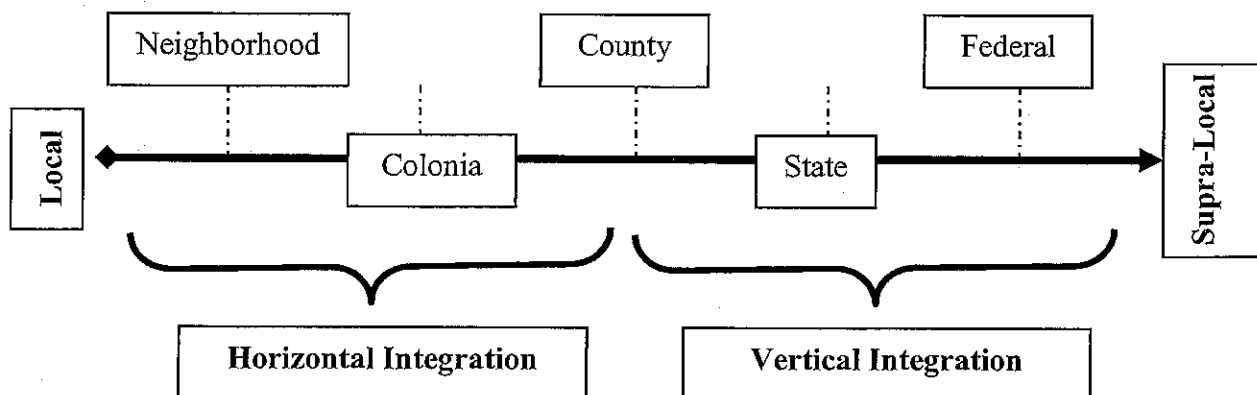 Neighborhood
County
Federal
Local
Colonia
State
Supra-Local
Horizontal Integration
Vertical Integration